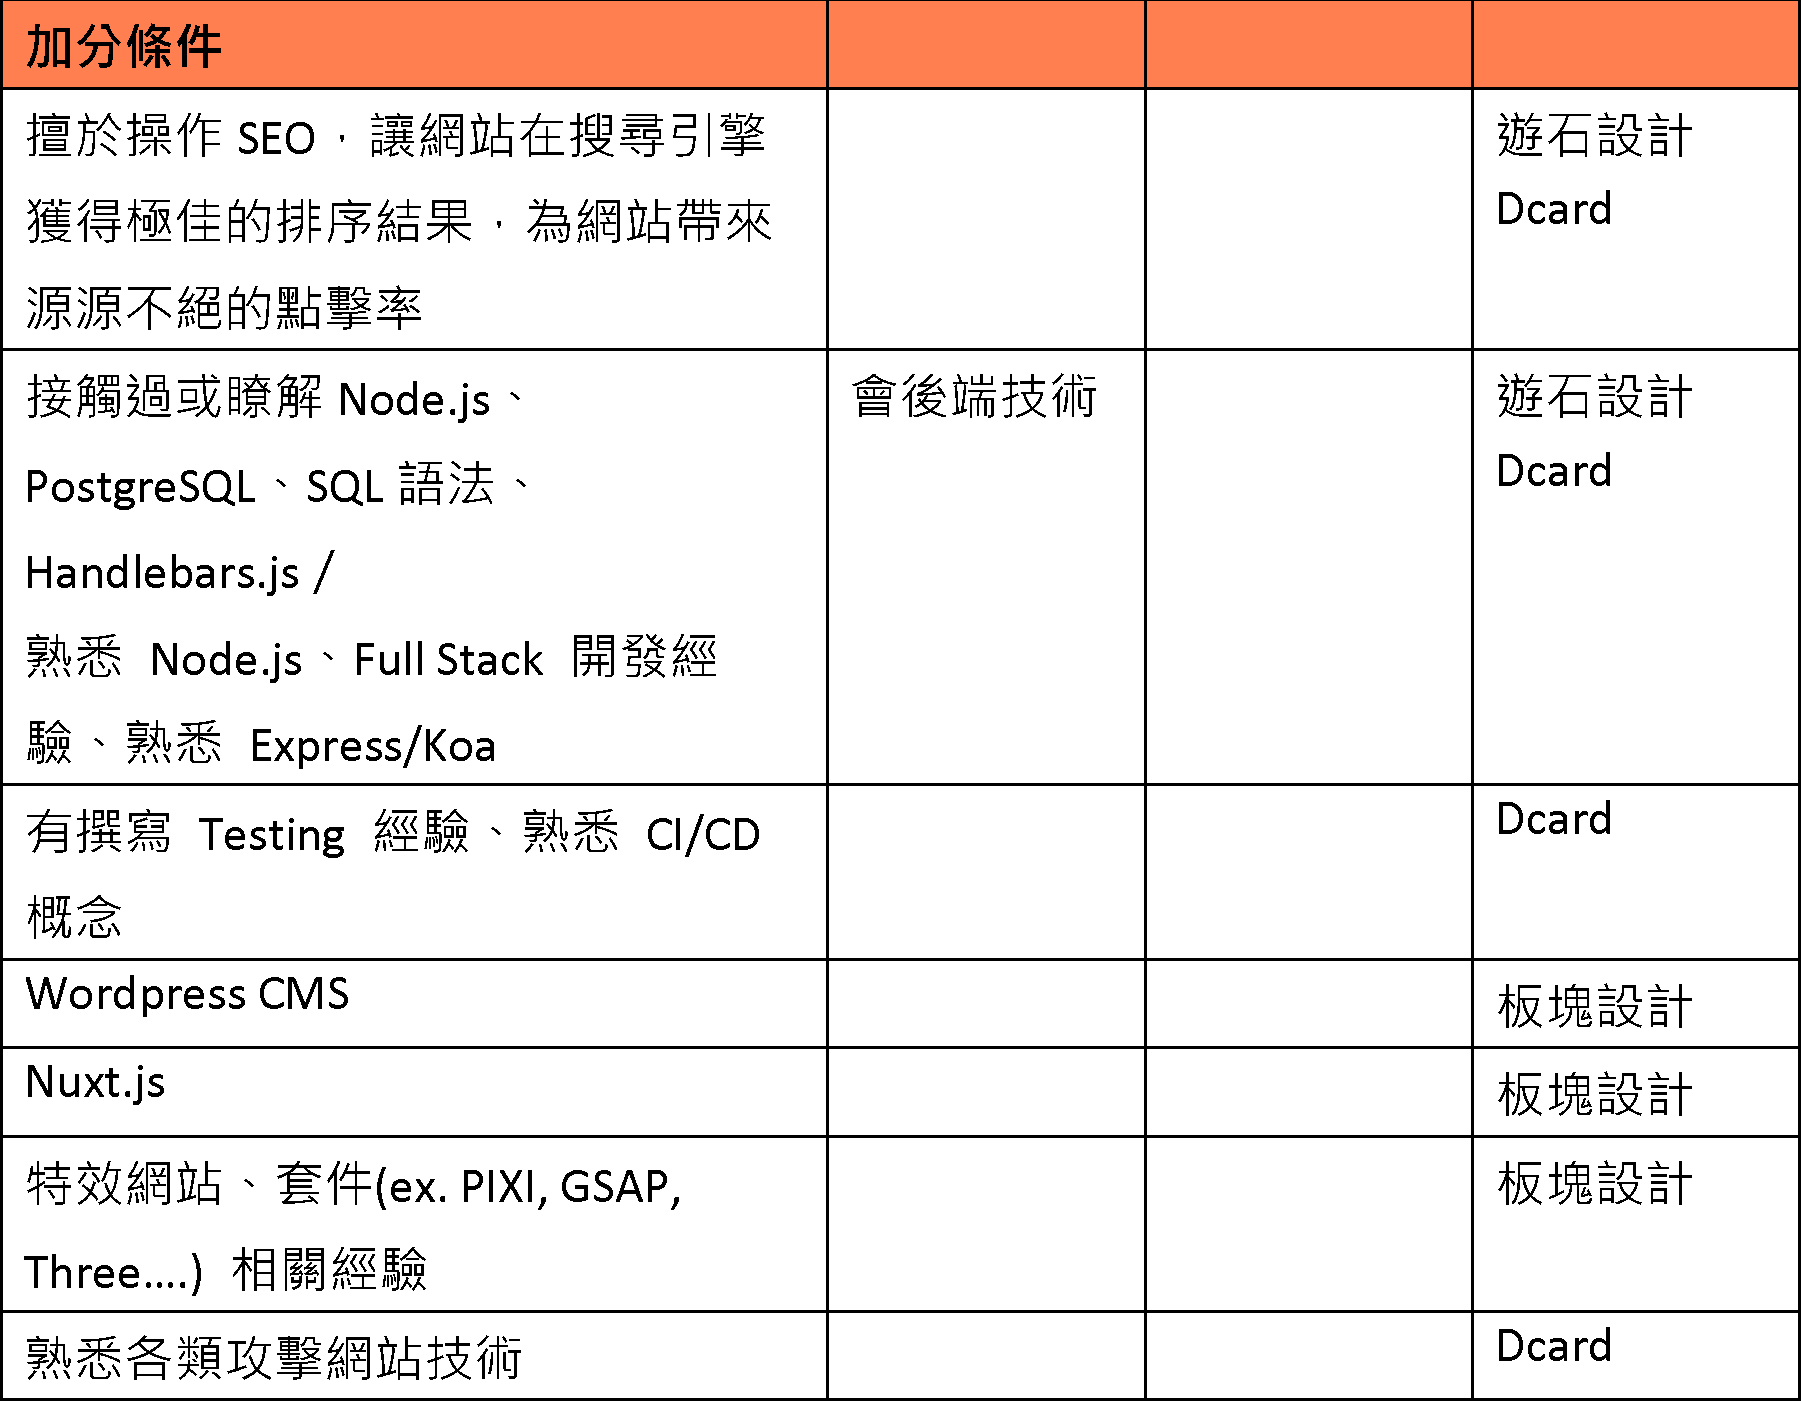 加分條件
擅於操作 SEO，讓網站在搜尋引擎
獲得極佳的排序結果，為網站帶來
源源不絕的點擊率
遊石設計
Dcard
接觸過或瞭解 Node.js、
PostgreSQL、SQL 語法、
Handlebars.js /
熟悉 Node.js、Full Stack 開發經
驗、熟悉 Express/Koa
會後端技術
遊石設計
Dcard
有撰寫 Testing 經驗、熟悉 CI/CD
概念
Dcard
Wordpress CMS
板塊設計
Nuxt.js
板塊設計
特效網站、套件(ex. PIXI, GSAP,
Three....) 相關經驗
板塊設計
熟悉各類攻擊網站技術
Dcard